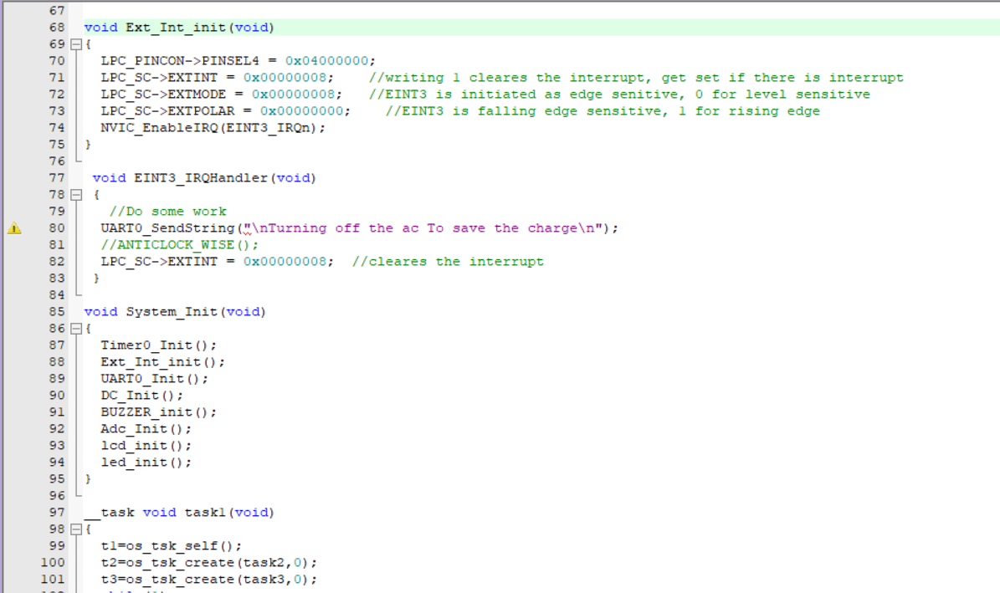 67
68 void Ext_Int_init(void)
69 {
70 LPC_PINCON->PINSEL4 = 0x04000000;
71 LPC_SC->EXTINT = 0x00000008; //writing 1 cleares the interrupt, get set if there is interrupt
72 LPC_SC->EXTMODE = 0x00000008; //EINT3 is initiated as edge senitive, 0 for level sensitive
73 LPC_SC->EXTPOLAR = 0x00000000; //EINT3 is falling edge sensitive, 1 for rising edge
74 NVIC_EnableIRQ(EINT3_IRQn);
75 }
76
77 void EINT3_IRQHandler(void)
78 {
79 //Do some work
80 UART0_SendString("\nTurning off the ac To save the charge\n");
81 //ANTICLOCK_WISE();
82 LPC_SC->EXTINT = 0x00000008; //cleares the interrupt
83 }
84
85 void System_Init(void)
86 {
87 Timer0_Init();
88 Ext_Int_init();
89 UART0_Init();
90 DC_Init();
91 BUZZER_init();
92 Adc_Init();
93 lcd_init();
94 led_init();
95 }
96
97 __task void task1(void)
98 {
99 t1=os_tsk_self();
100 t2=os_tsk_create(task2,0);
101 t3=os_tsk_create(task3,0);